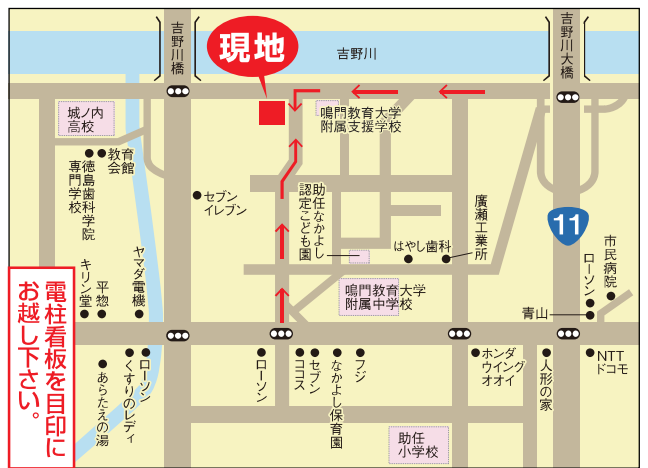 吉野川橋
現地
吉野川
吉野川大橋
城ノ内
高校
鳴門教育大学
附属支援学校
教育
会館
徳島歯科学院
専門学校
セブン
イレブン
助任なかよし
認定こども園
廣瀬工業所
はやし歯科
11
市民病院
ローソン
青山
ヤマダ電機
平惣
キリン堂
鳴門教育大学
附属中学校
電柱看板を目印に
お越し下さい。
ローソン
くすりのレディ
あらたえの湯
ローソン
ココス
セブン
なかよし保育園
フジ
ホンダ
ウイング
オオイ
人形の家
NTT
ドコモ
助任
小学校